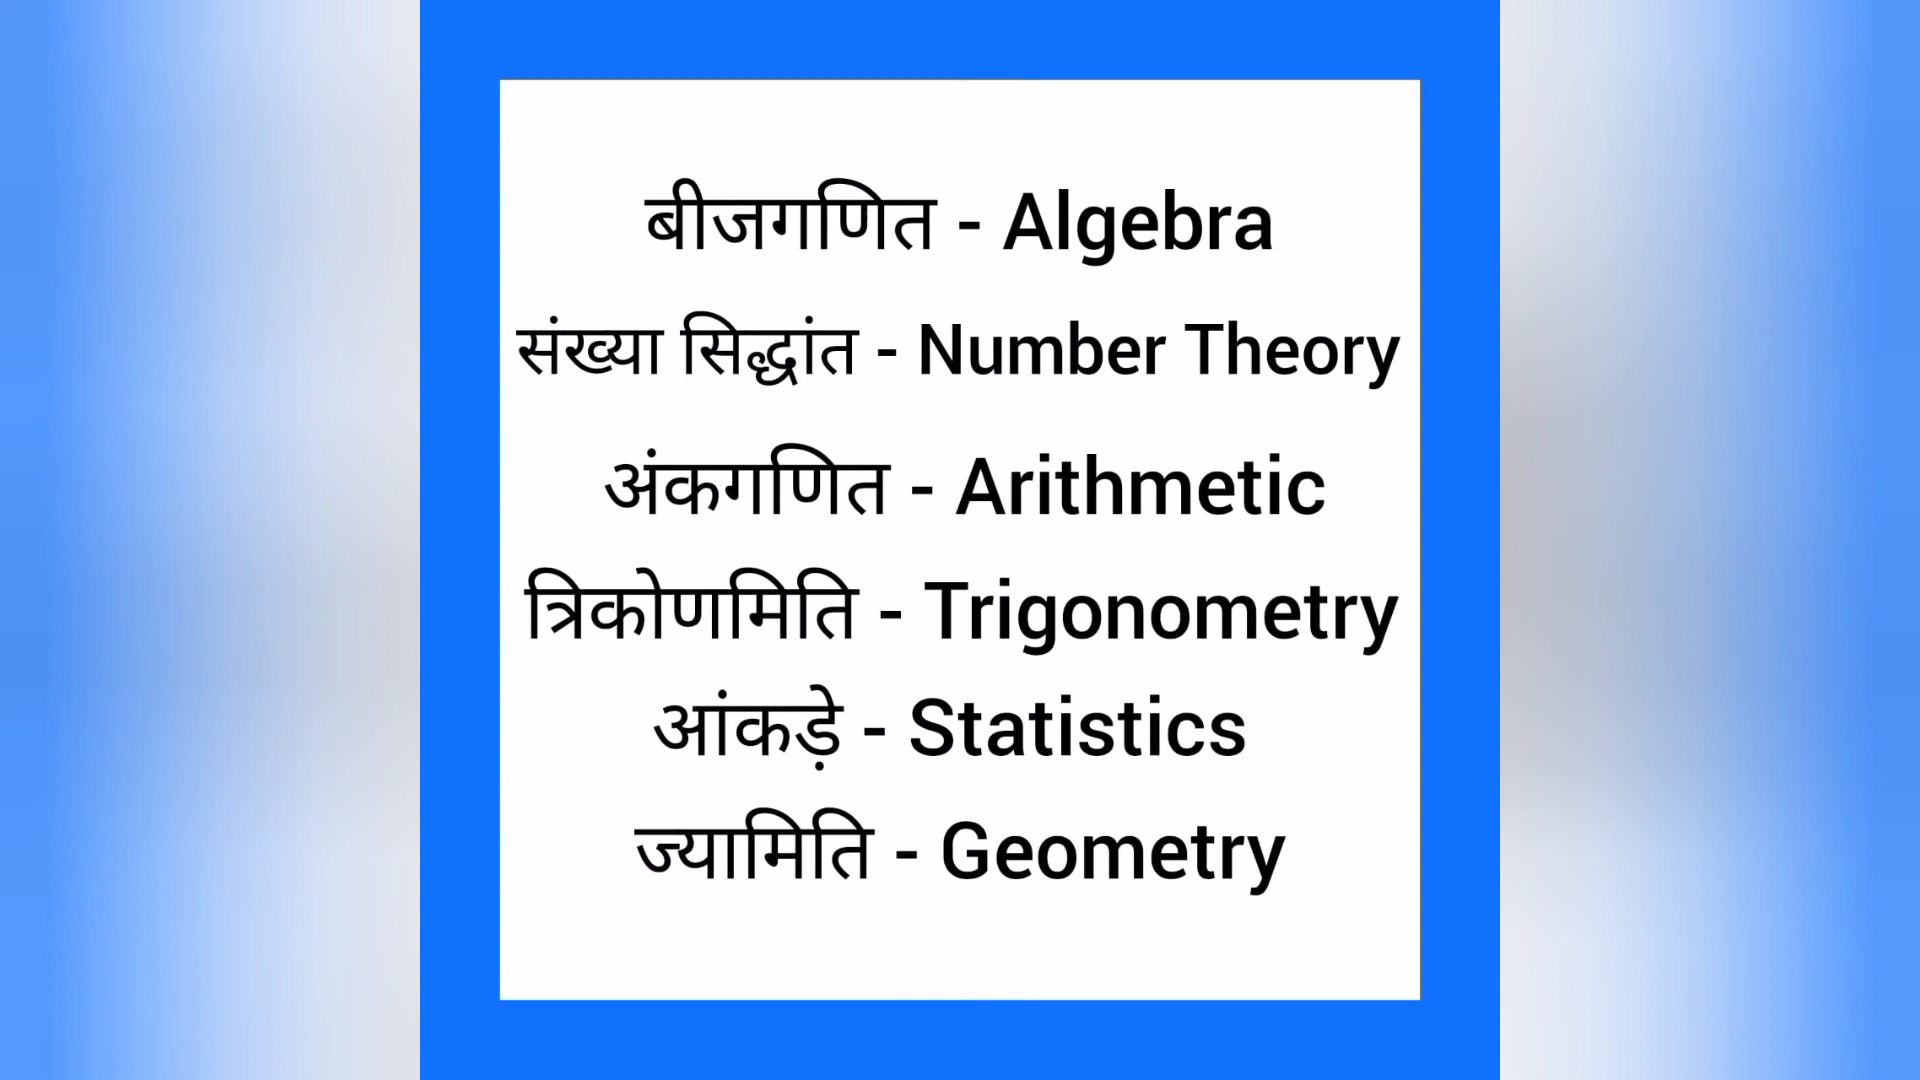 बीजगणित - Algebra
संख्या सिद्धांत - Number Theory
अंकगणित - Arithmetic
त्रिकोणमिति - Trigonometry
आंकड़े - Statistics
ज्यामिति - Geometry